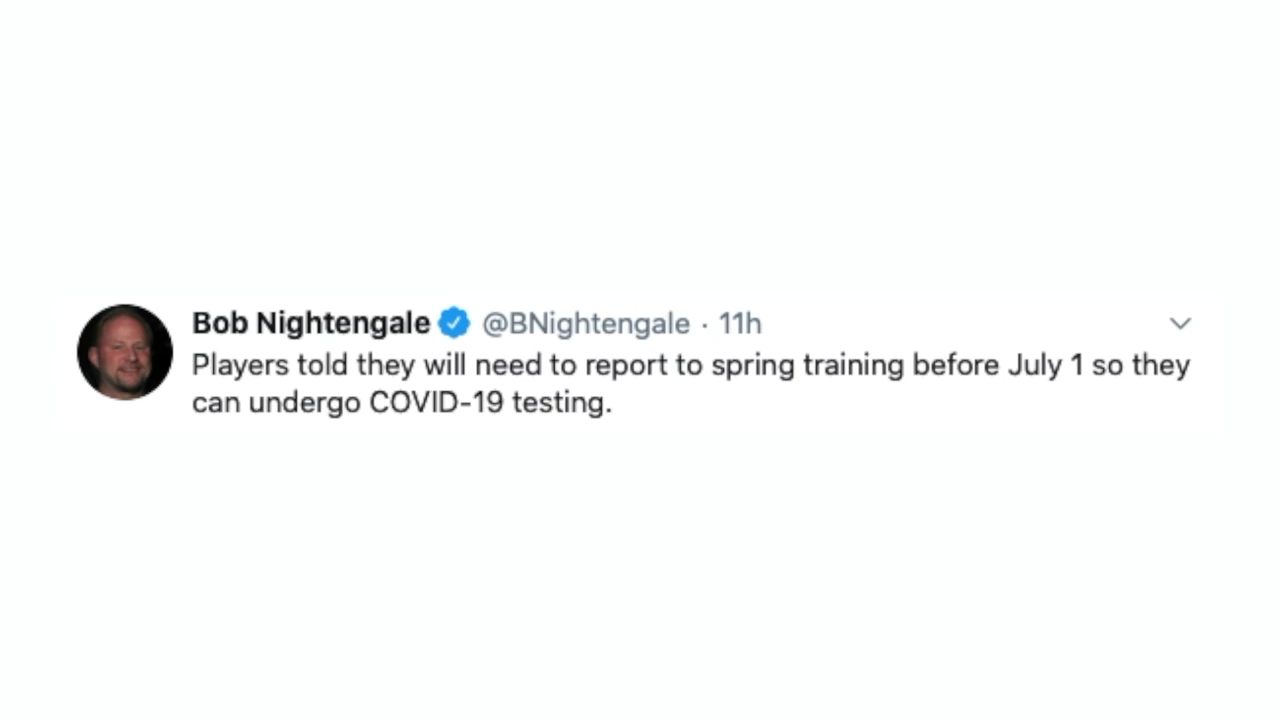 Bob Nightengale @BNightengale · 11h
Players told they will need to report to spring training before July 1 so they
can undergo COVID-19 testing.